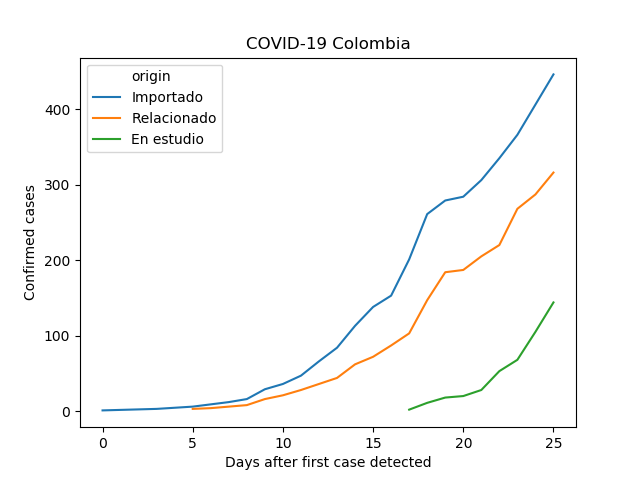 COVID-19 Colombia
origin
Importado
Relacionado
En estudio
Confirmed cases
400
300
200
100
0
0 5 10 15 20 25
Days after first case detected